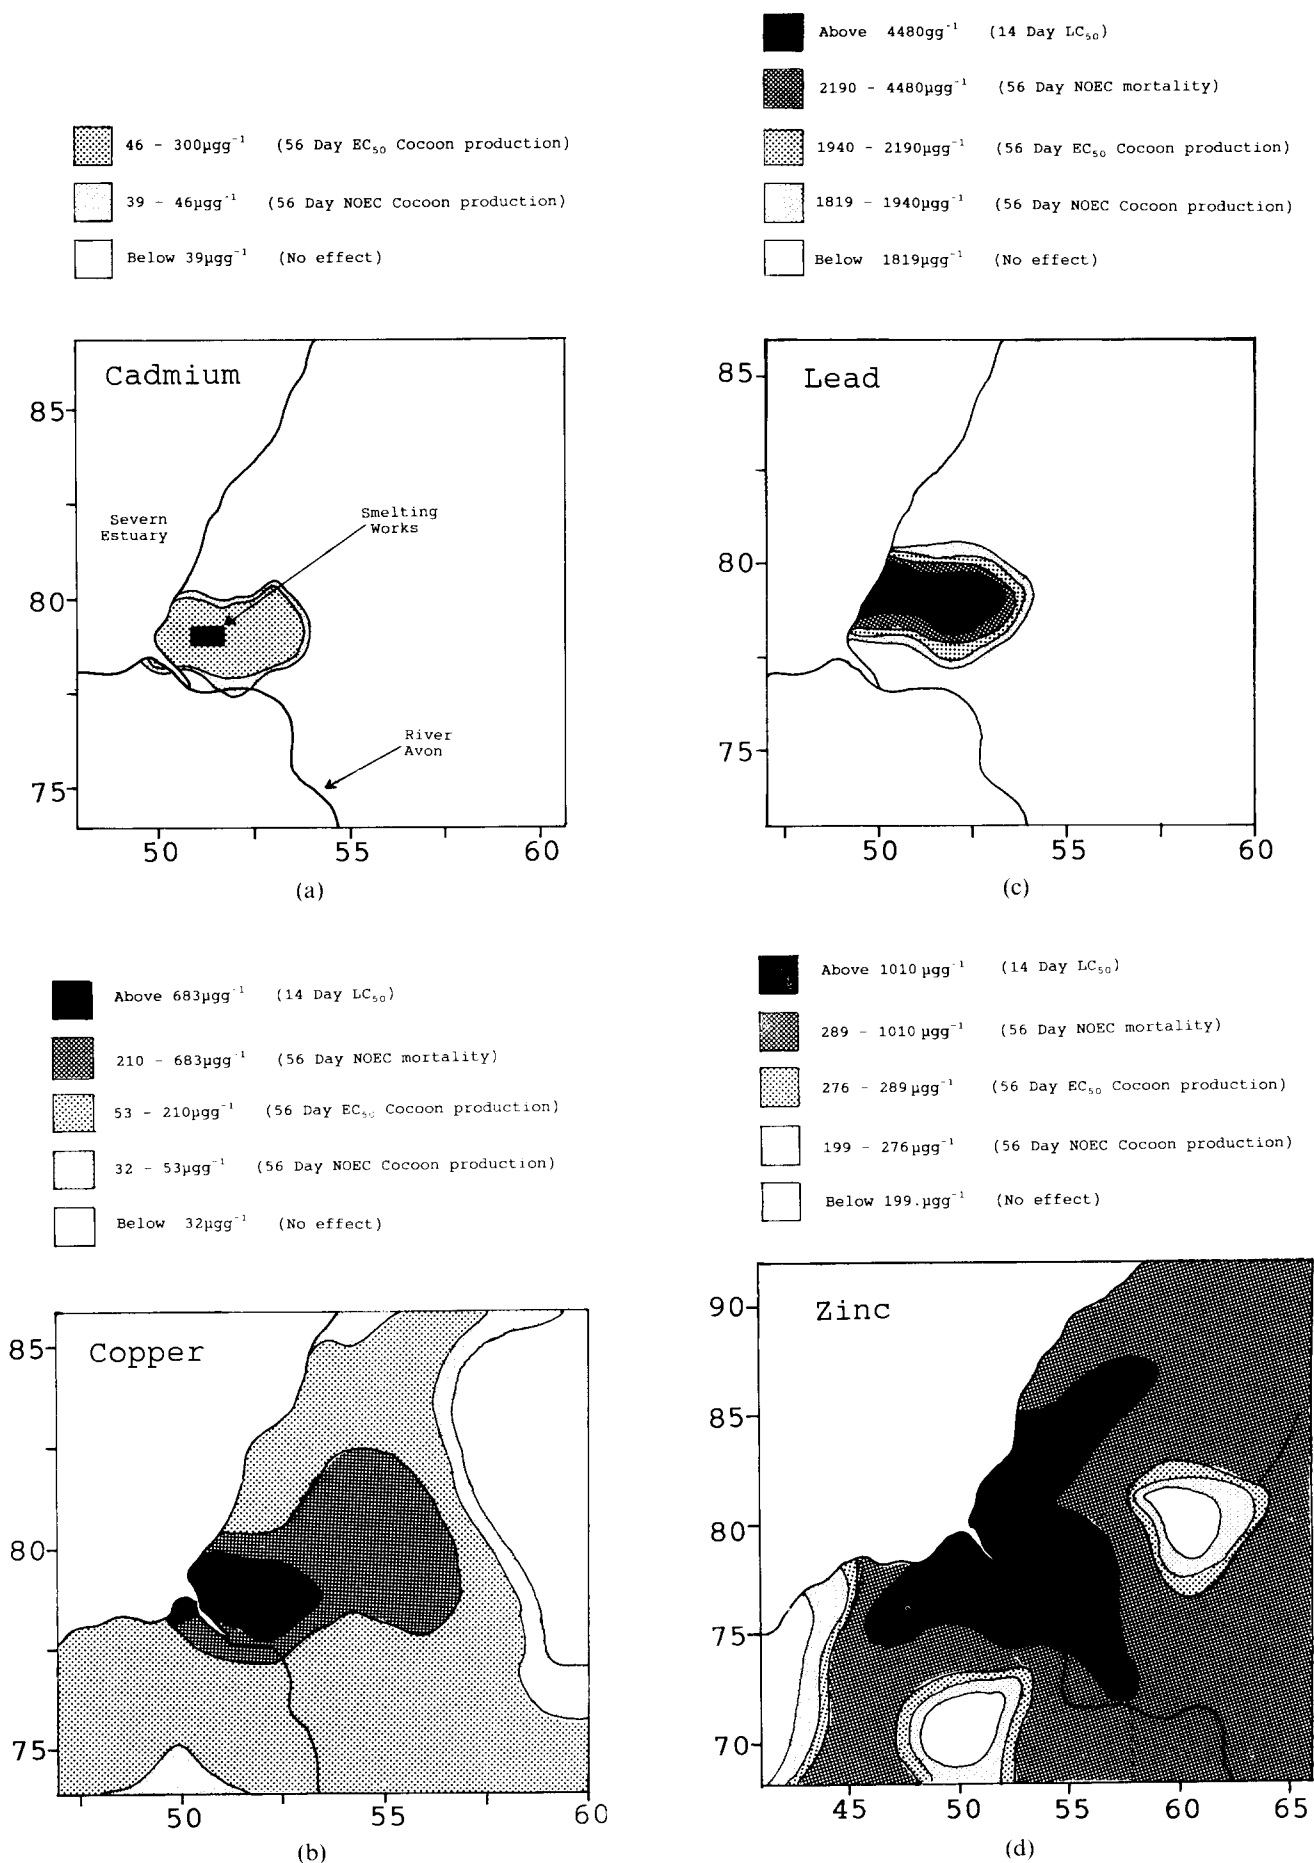 46 - 300µgg⁻¹ (56 Day EC₅₀ Cocoon production)
39 - 46µgg⁻¹ (56 Day NOEC Cocoon production)
Below 39µgg⁻¹ (No effect)
Cadmium
85
80
75
Severn
Estuary
Smelting
Works
River
Avon
50 55 60
(a)
Above 4480gg⁻¹ (14 Day LC₅₀)
2190 - 4480µgg⁻¹ (56 Day NOEC mortality)
1940 - 2190µgg⁻¹ (56 Day EC₅₀ Cocoon production)
1819 - 1940µgg⁻¹ (56 Day NOEC Cocoon production)
Below 1819µgg⁻¹ (No effect)
Lead
85
80
75
50 55 60
(c)
Above 683µgg⁻¹ (14 Day LC₅₀)
210 - 683µgg⁻¹ (56 Day NOEC mortality)
53 - 210µgg⁻¹ (56 Day EC₅₀ Cocoon production)
32 - 53µgg⁻¹ (56 Day NOEC Cocoon production)
Below 32µgg⁻¹ (No effect)
Copper
85
80
75
50 55 60
(b)
Above 1010µgg⁻¹ (14 Day LC₅₀)
289 - 1010µgg⁻¹ (56 Day NOEC mortality)
276 - 289µgg⁻¹ (56 Day EC₅₀ Cocoon production)
199 - 276µgg⁻¹ (56 Day NOEC Cocoon production)
Below 199.µgg⁻¹ (No effect)
Zinc
90
85
80
75
70
45 50 55 60 65
(d)